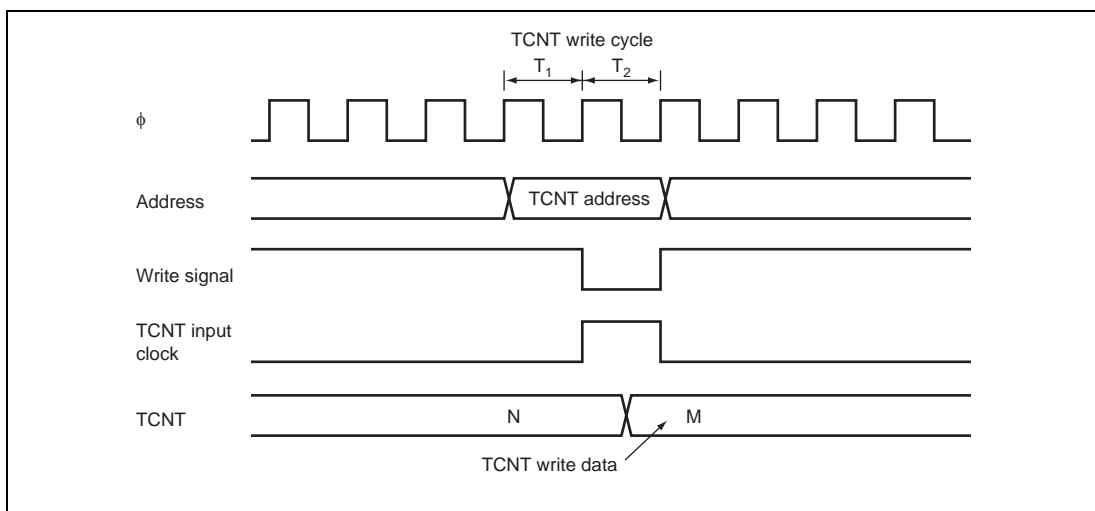 TCNT write cycle
T1 T2
ϕ
Address
TCNT address
Write signal
TCNT input
clock
TCNT
N
M
TCNT write data